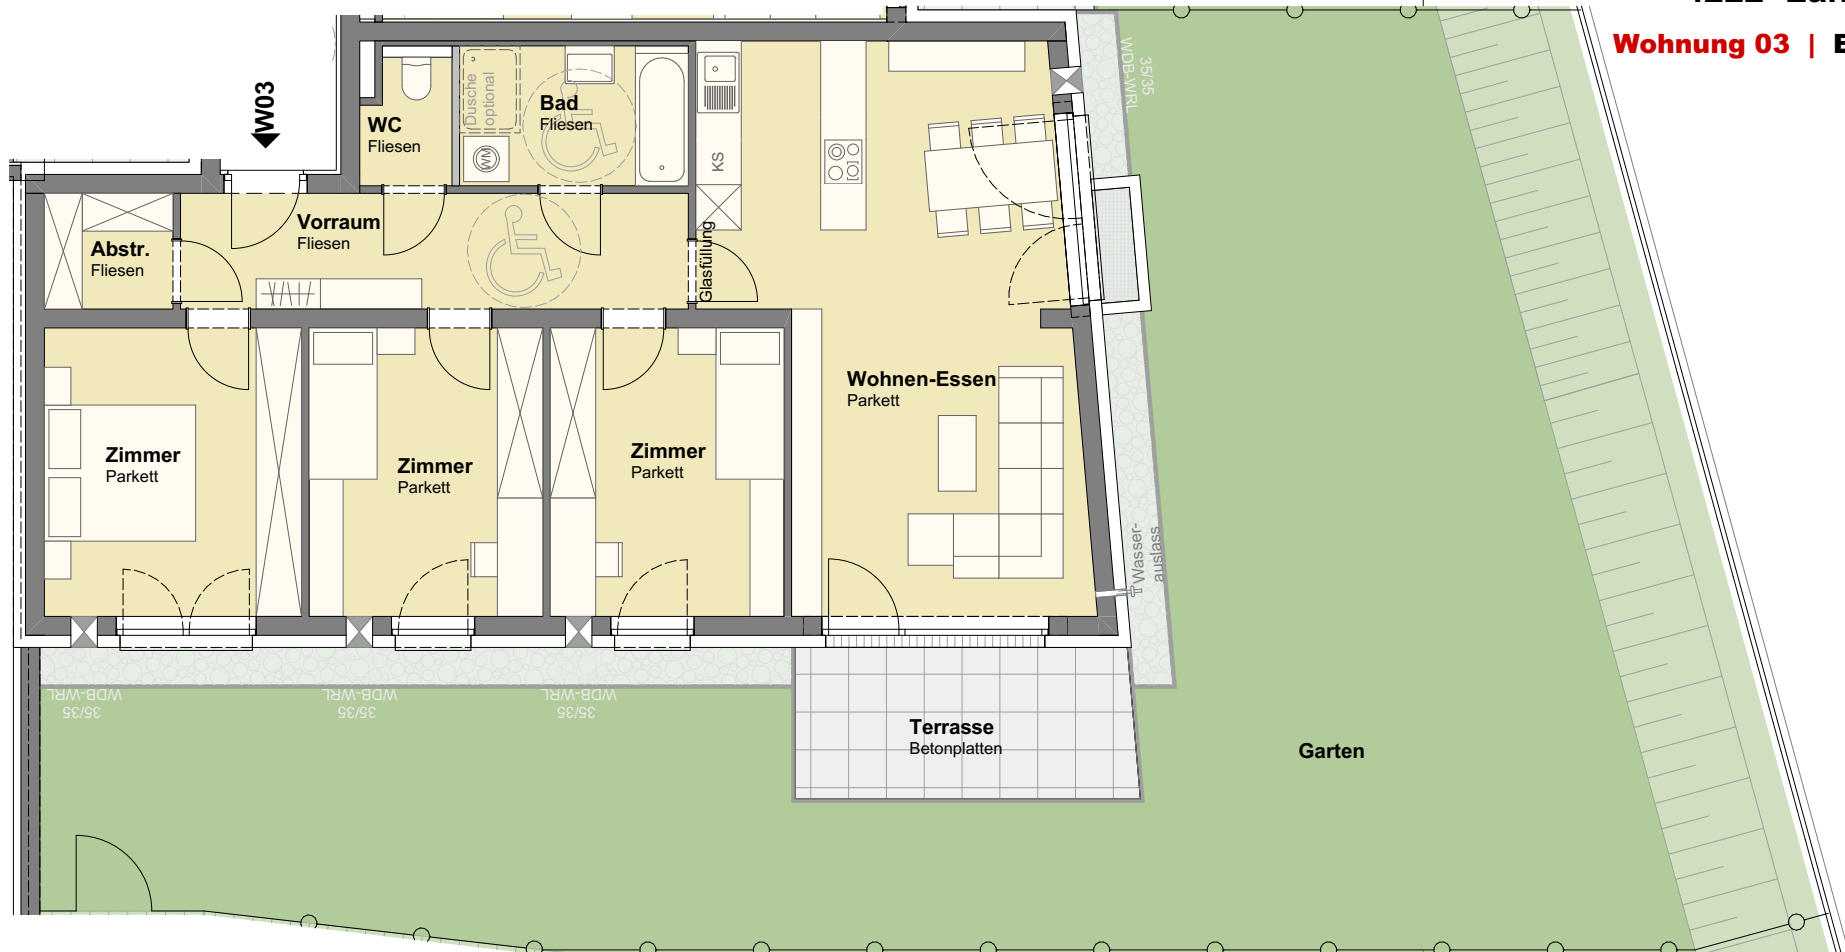 Wohnung 03 |
W03
WC
Fliesen
Dusche
optional
WM
Bad
Fliesen
KS
WDB-WRL
35/35
Vorraum
Fliesen
Abstr.
Fliesen
Glasfüllung
Wohnen-Essen
Parkett
Zimmer
Parkett
Zimmer
Parkett
Zimmer
Parkett
Wasser-
auslass
WDB-WRL
35/35
WDB-WRL
35/35
WDB-WRL
35/35
Terrasse
Betonplatten
Garten